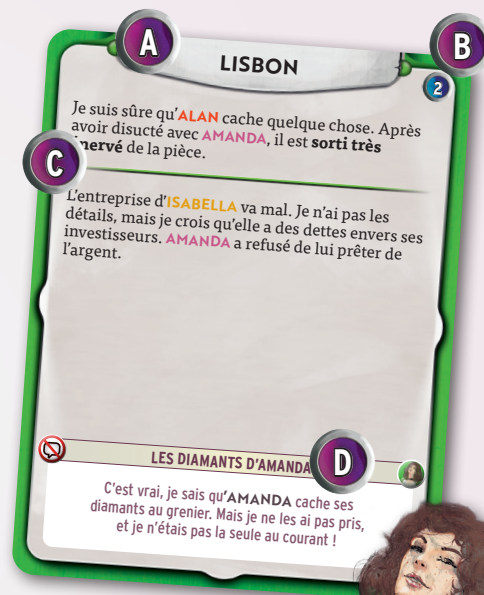 A
B
LISBON
2
Je suis sûre qu'ALAN cache quelque chose. Après
avoir disucté avec AMANDA, il est sorti très
nervé de la pièce.
C
L'entreprise d'ISABELLA va mal. Je n'ai pas les
détails, mais je crois qu'elle a des dettes envers ses
investisseurs. AMANDA a refusé de lui prêter de
l'argent.
LES DIAMANTS D'AMANDA
D
C'est vrai, je sais qu'AMANDA cache ses
diamants au grenier. Mais je ne les ai pas pris,
et je n'étais pas la seule au courant !